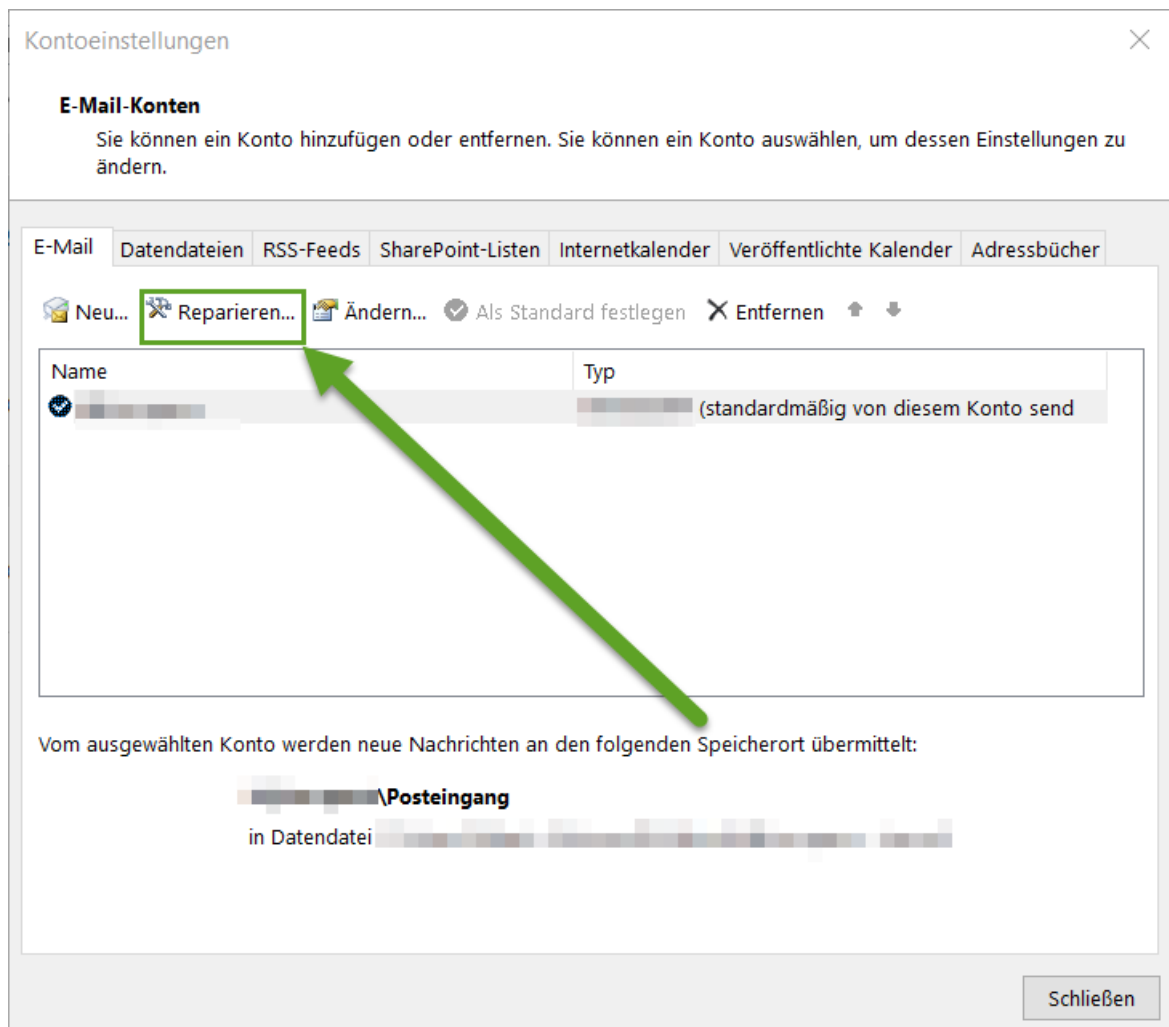 Kontoeinstellungen
E-Mail-Konten
Sie können ein Konto hinzufügen oder entfernen. Sie können ein Konto auswählen, um dessen Einstellungen zu
ändern.
E-Mail Datendateien RSS-Feeds SharePoint-Listen Internetkalender Veröffentlichte Kalender Adressbücher
Neu... Reparieren... Ändern... Als Standard festlegen Entfernen
Name Typ
(standardmäßig von diesem Konto send
Vom ausgewählten Konto werden neue Nachrichten an den folgenden Speicherort übermittelt:
\Posteingang
in Datendatei
Schließen